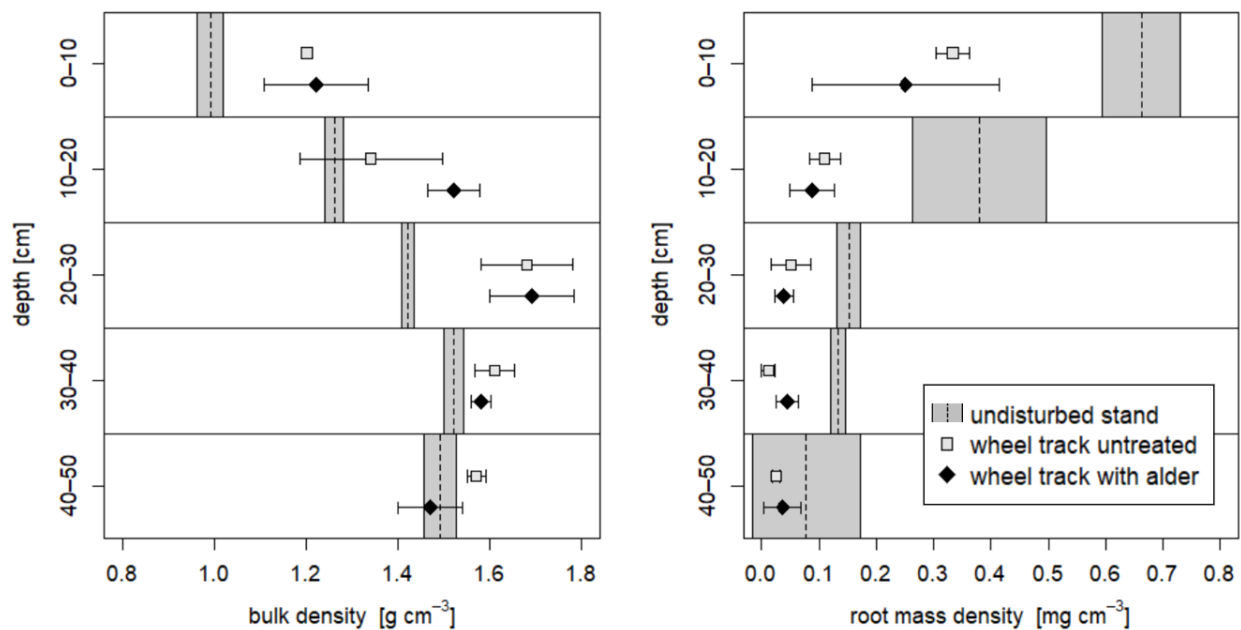 depth [cm]
0–10
10–20
20–30
30–40
40–50
0.8 1.0 1.2 1.4 1.6 1.8
bulk density [g cm⁻³]
depth [cm]
0–10
10–20
20–30
30–40
40–50
undisturbed stand
wheel track untreated
wheel track with alder
0.0 0.1 0.2 0.3 0.4 0.5 0.6 0.7 0.8
root mass density [mg cm⁻³]